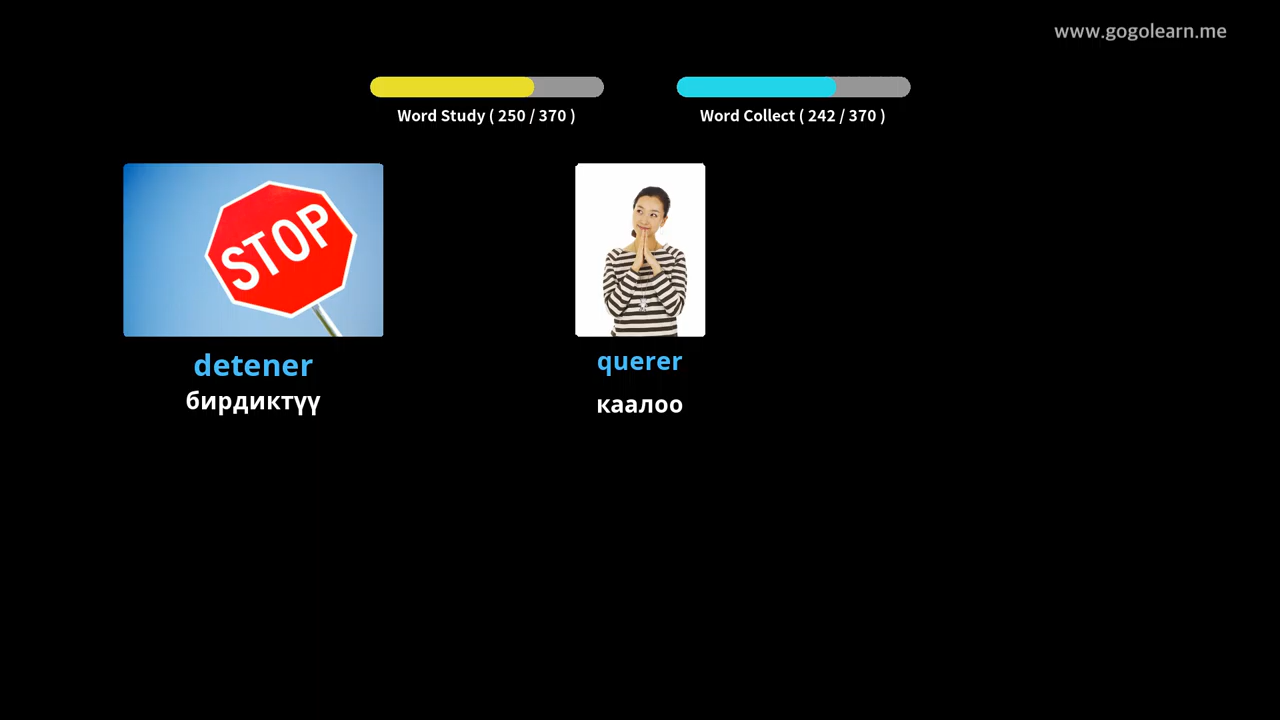 www.gogolearn.me
Word Study ( 250 / 370 )
Word Collect ( 242 / 370 )
STOP
detener
бирдиктүү
querer
каалоо